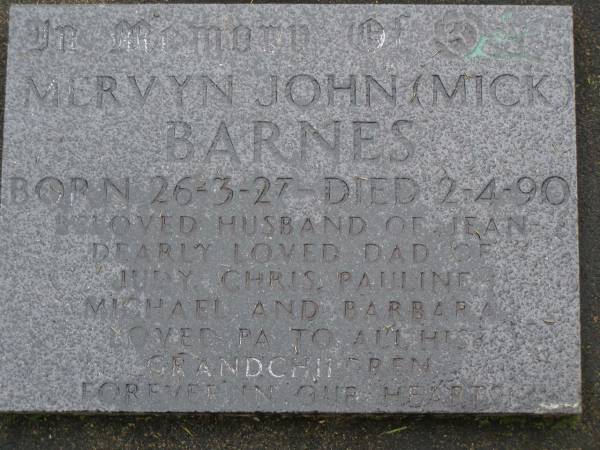 In Memory Of
MERVYN JOHN (MICK)
BARNES
BORN 26-3-27 - DIED 2-4-90
BELOVED HUSBAND OF JEAN
DEARLY LOVED DAD OF
JUDY, CHRIS, PAULINE
MICHAEL AND BARBARA
LOVED PA TO ALL HIS
GRANDCHILDREN
FOREVER IN OUR HEARTS